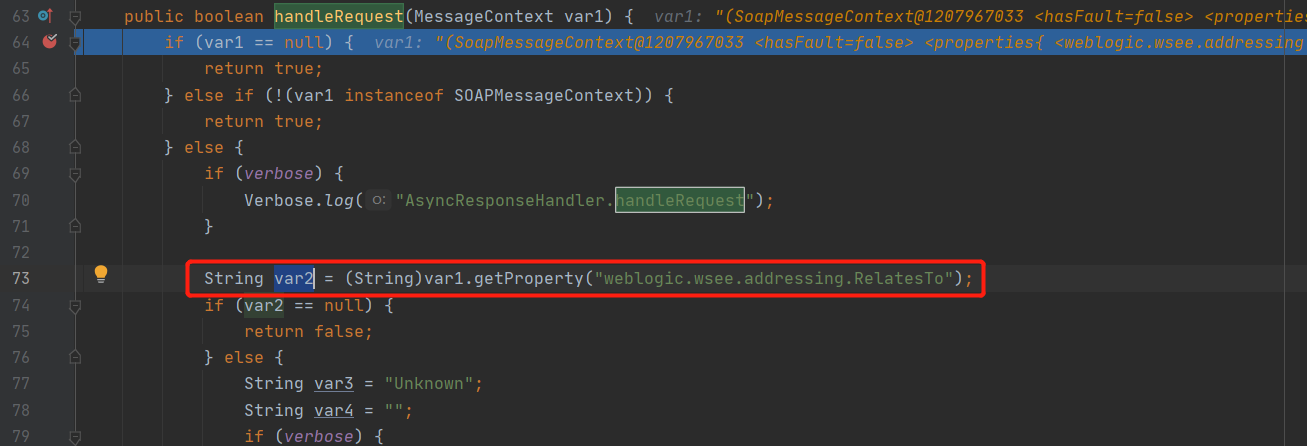 63 public boolean handleRequest(MessageContext var1) { var1: "(SoapMessageContext@1207967033 <hasFault=false> <properties
64 if (var1 == null) { var1: "(SoapMessageContext@1207967033 <hasFault=false> <properties{ <weblogic.wsee.addressing
65 return true;
66 } else if (!(var1 instanceof SOAPMessageContext)) {
67 return true;
68 } else {
69 if (verbose) {
70 Verbose.log( o: "AsyncResponseHandler.handleRequest");
71 }
72
73 String var2 = (String)var1.getProperty("weblogic.wsee.addressing.RelatesTo");
74 if (var2 == null) {
75 return false;
76 } else {
77 String var3 = "Unknown";
78 String var4 = "";
79 if (verbose) {